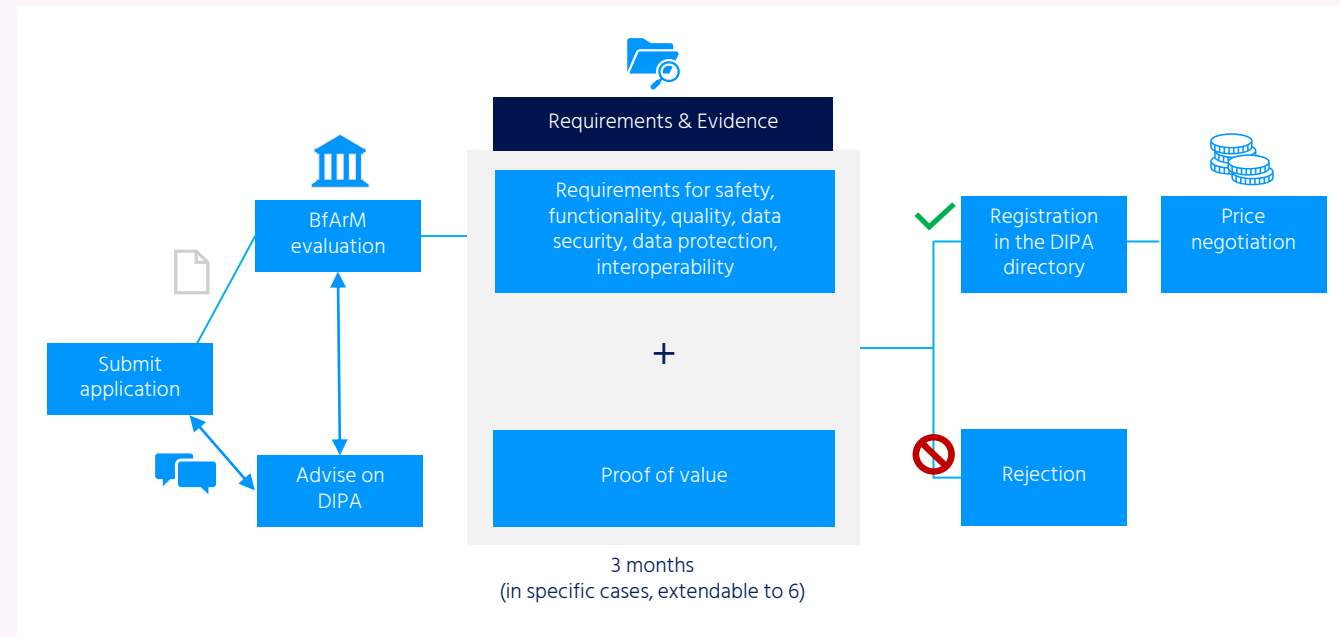 Submit
application
BfArM
evaluation
Advise on
DIPA
Requirements & Evidence
Requirements for safety,
functionality, quality, data
security, data protection,
interoperability
+
Proof of value
3 months
(in specific cases, extendable to 6)
Registration
in the DIPA
directory
Price
negotiation
Rejection